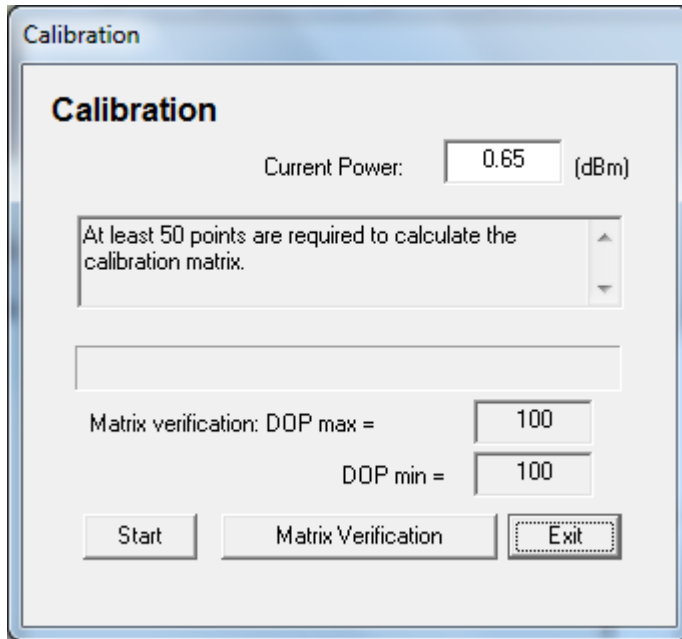 Calibration
Calibration
Current Power: 0.65 (dBm)
At least 50 points are required to calculate the
calibration matrix.
Matrix verification: DOP max = 100
DOP min = 100
Start Matrix Verification Exit